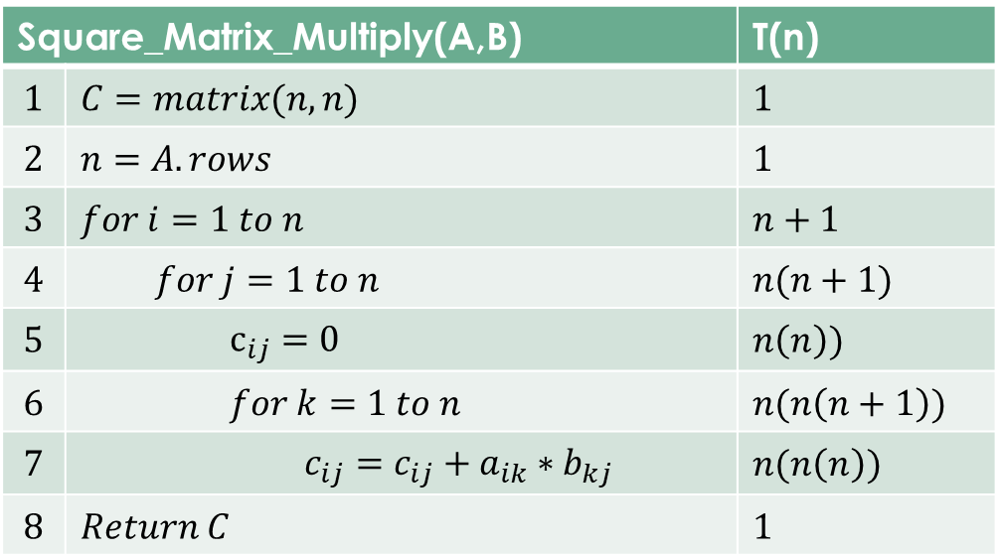 Square_Matrix_Multiply(A,B) T(n)
1 C = matrix(n, n) 1
2 n = A. rows 1
3 for i = 1 to n n + 1
4 for j = 1 to n n(n + 1)
5 c_{ij} = 0 n(n))
6 for k = 1 to n n(n(n + 1))
7 c_{ij} = c_{ij} + a_{ik} * b_{kj} n(n(n))
8 Return C 1